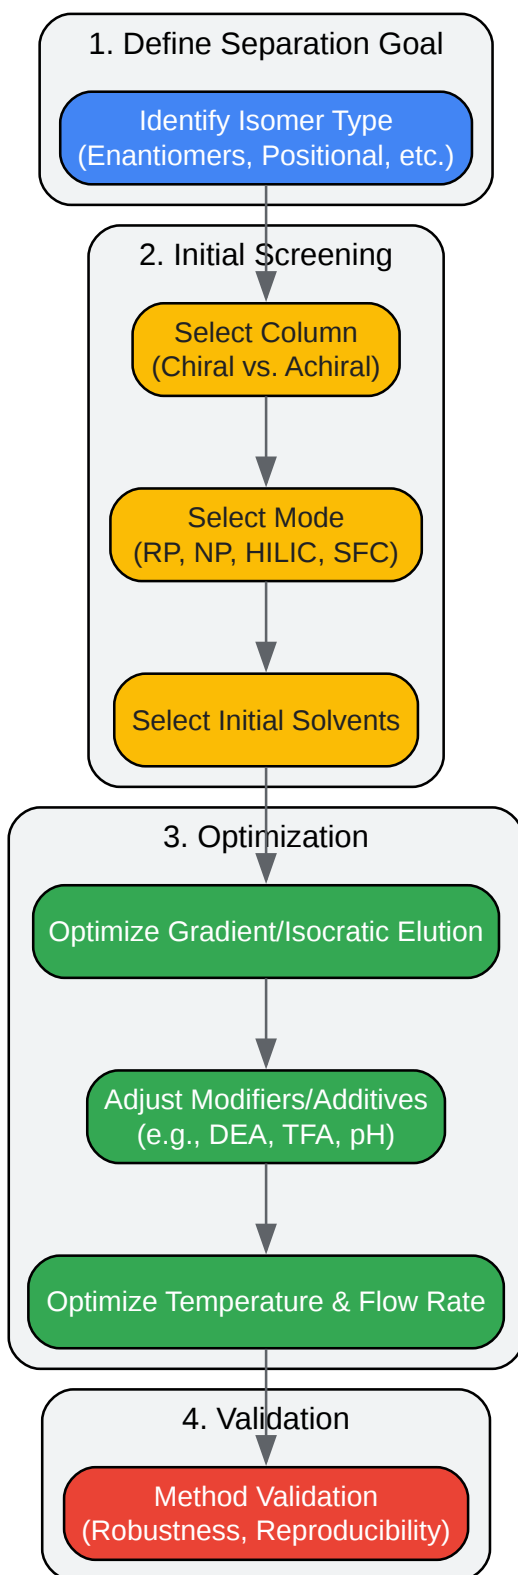 1. Define Separation Goal
Identify Isomer Type
(Enantiomers, Positional, etc.)
2. Initial Screening
Select Column
(Chiral vs. Achiral)
Select Mode
(RP, NP, HILIC, SFC)
Select Initial Solvents
3. Optimization
Optimize Gradient/Isocratic Elution
Adjust Modifiers/Additives
(e.g., DEA, TFA, pH)
Optimize Temperature & Flow Rate
4. Validation
Method Validation
(Robustness, Reproducibility)